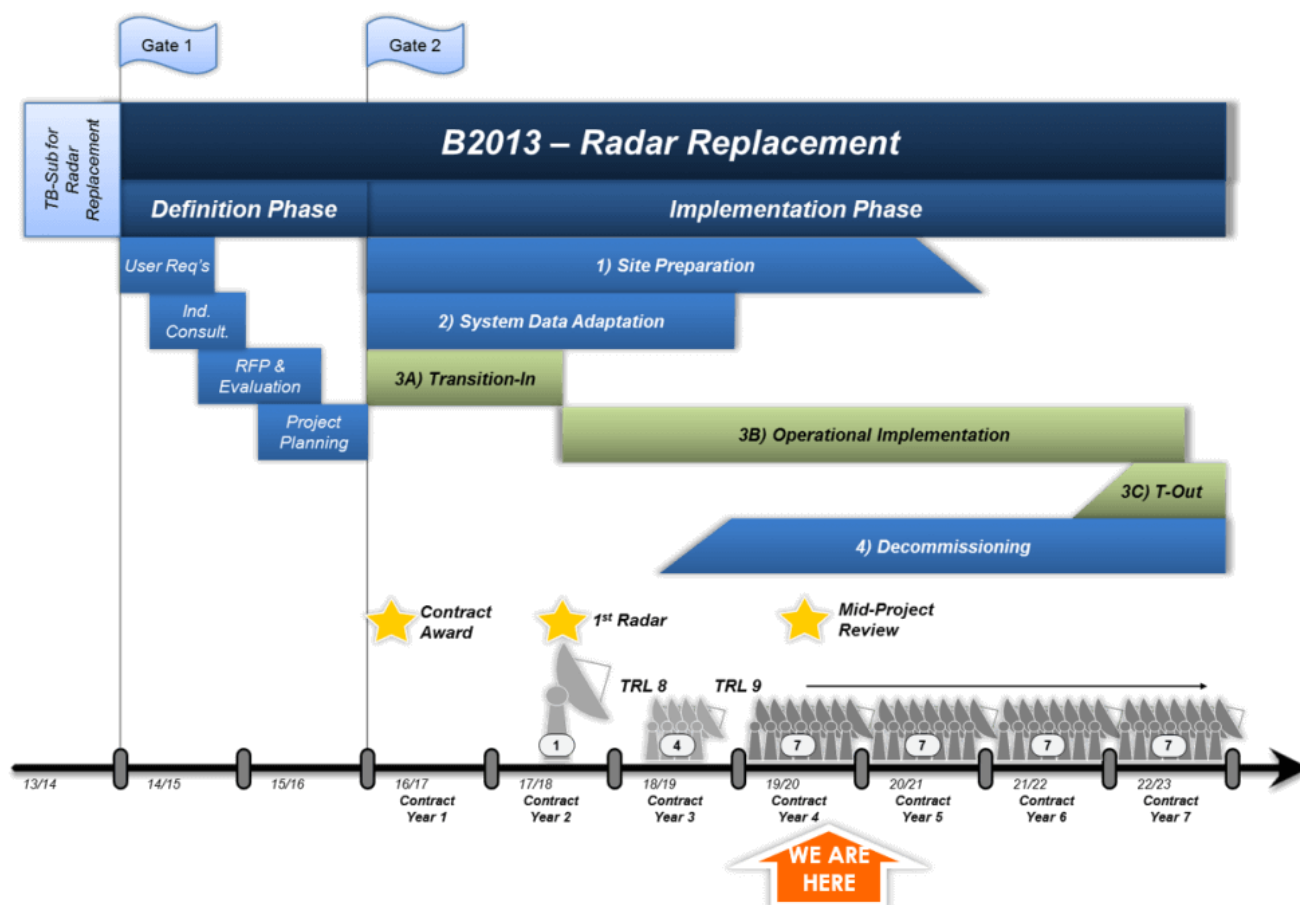 Gate 1
Gate 2
TB-Sub for
Radar
Replacement
B2013 – Radar Replacement
Definition Phase
Implementation Phase
User Req's
1) Site Preparation
Ind.
Consult.
2) System Data Adaptation
RFP &
Evaluation
3A) Transition-In
Project
Planning
3B) Operational Implementation
3C) T-Out
4) Decommissioning
Contract
Award
1st Radar
Mid-Project
Review
TRL 8
TRL 9
1
4
7
7
7
7
13/14
14/15
15/16
16/17
Contract
Year 1
17/18
Contract
Year 2
18/19
Contract
Year 3
19/20
Contract
Year 4
20/21
Contract
Year 5
21/22
Contract
Year 6
22/23
Contract
Year 7
WE ARE
HERE